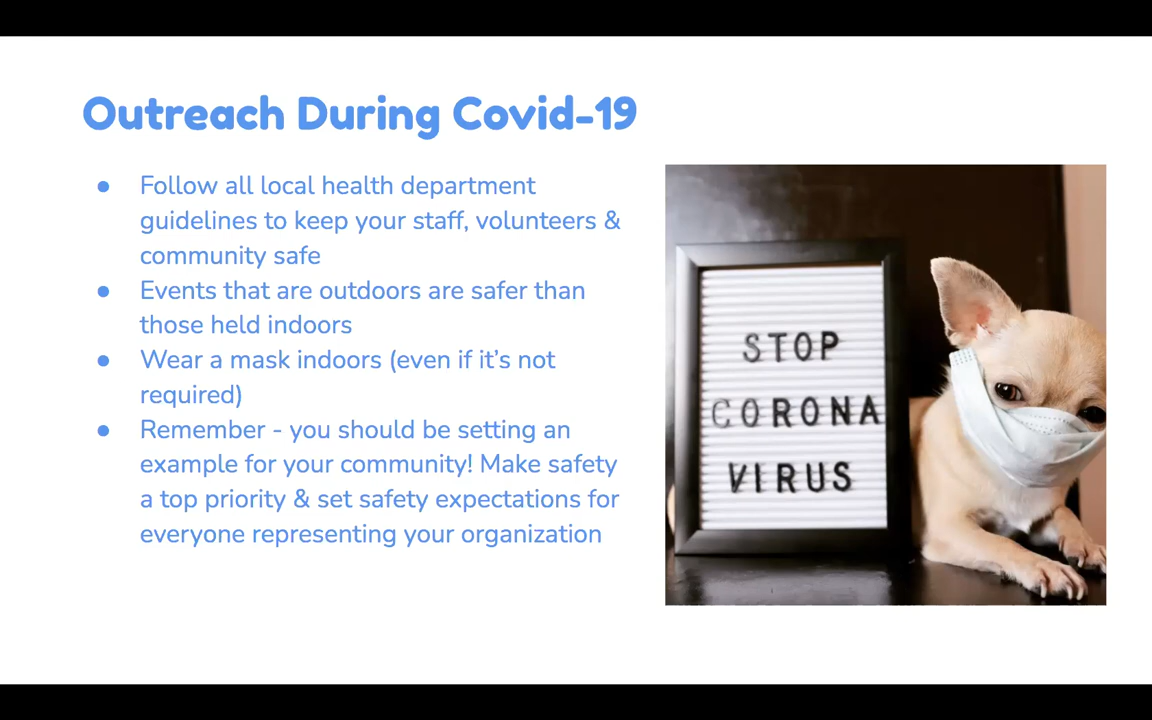 Outreach During Covid-19
● Follow all local health department
guidelines to keep your staff, volunteers &
community safe
● Events that are outdoors are safer than
those held indoors
● Wear a mask indoors (even if it's not
required)
● Remember - you should be setting an
example for your community! Make safety
a top priority & set safety expectations for
everyone representing your organization
STOP
CORONA
VIRUS